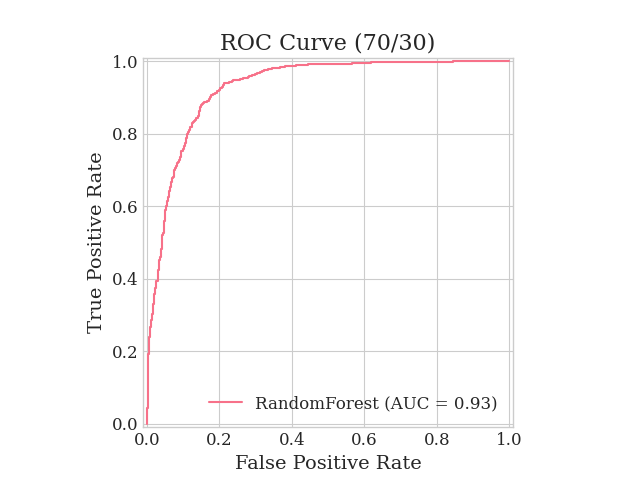 ROC Curve (70/30)
1.0
0.8
0.6
0.4
0.2
0.0
True Positive Rate
RandomForest (AUC = 0.93)
0.0 0.2 0.4 0.6 0.8 1.0
False Positive Rate